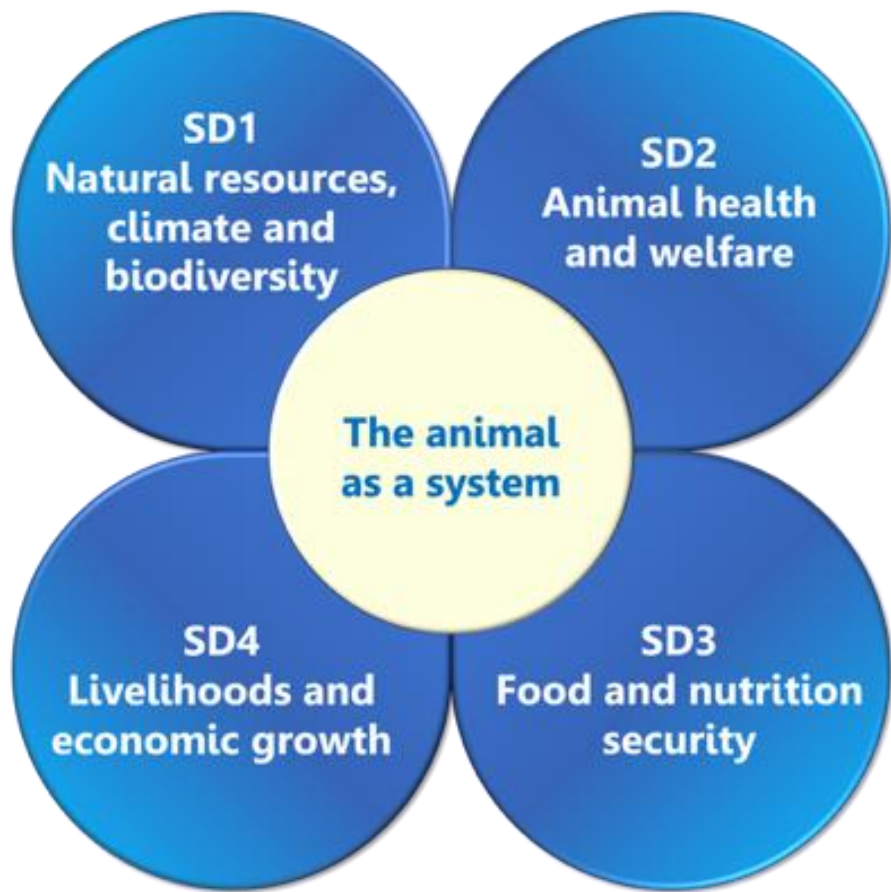 SD1
Natural resources,
climate and
biodiversity
SD2
Animal health
and welfare
The animal
as a system
SD4
Livelihoods and
economic growth
SD3
Food and nutrition
security